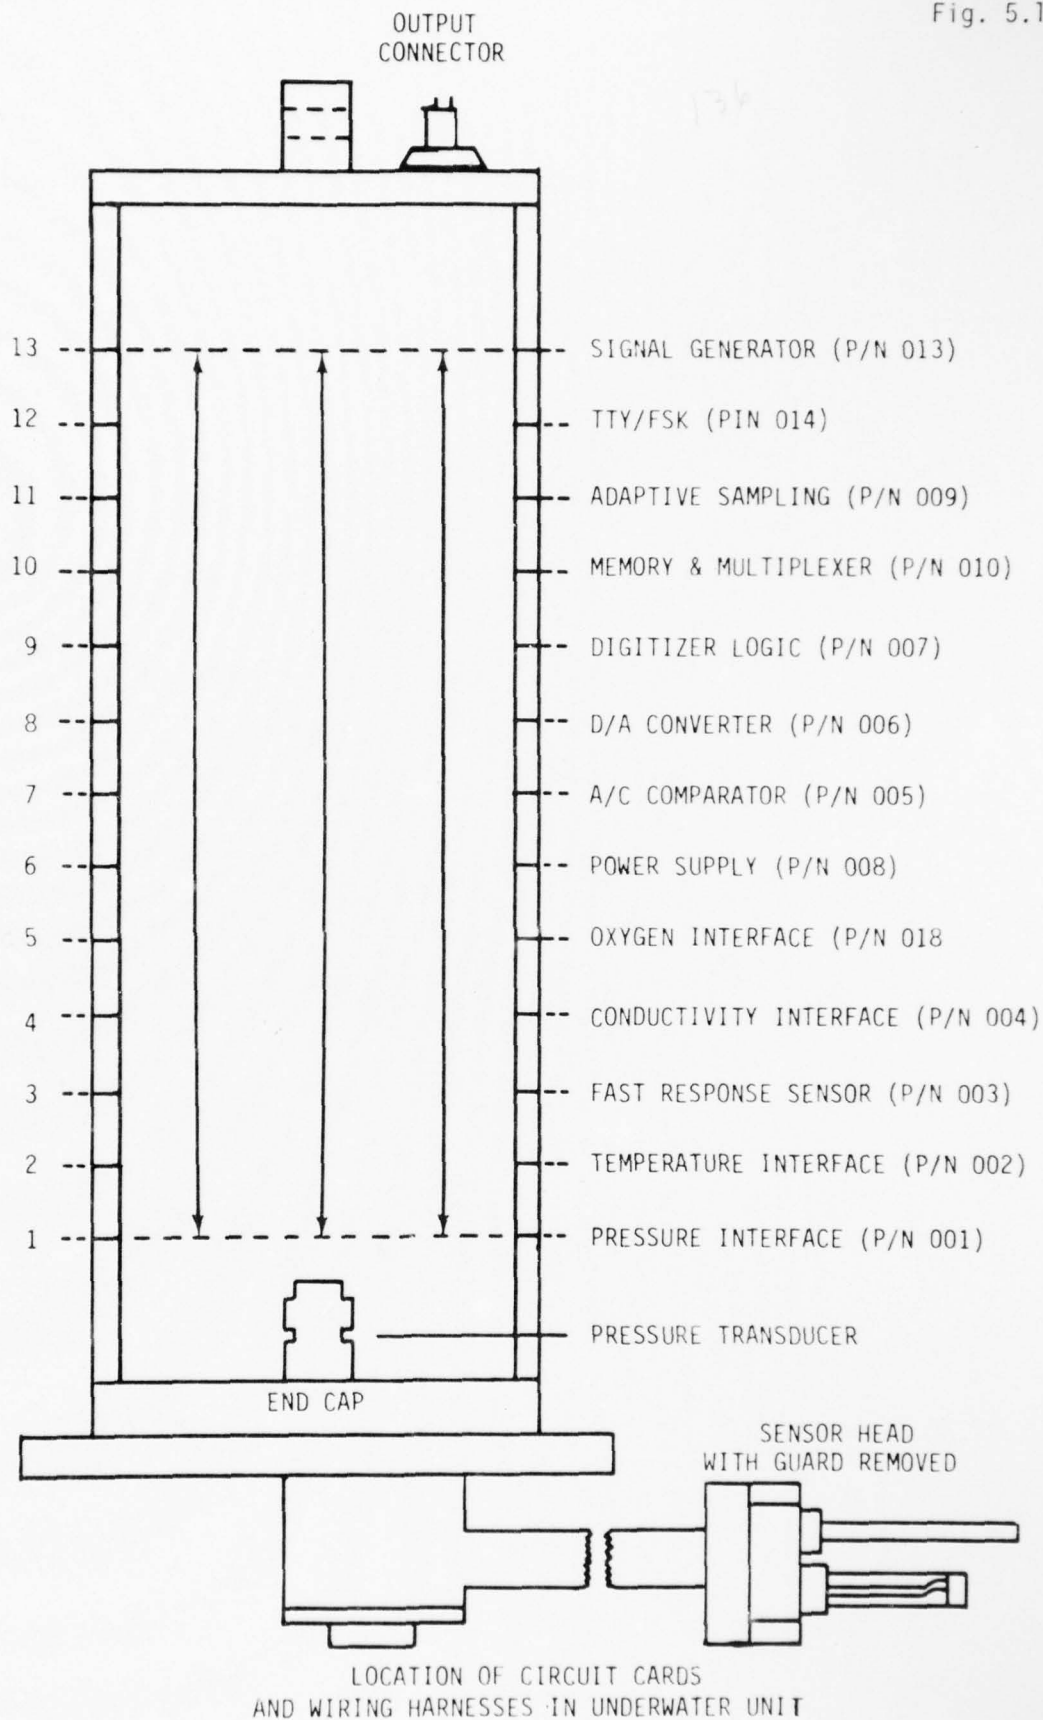 Fig. 5.1
OUTPUT
CONNECTOR
136
13 SIGNAL GENERATOR (P/N 013)
12 TTY/FSK (PIN 014)
11 ADAPTIVE SAMPLING (P/N 009)
10 MEMORY & MULTIPLEXER (P/N 010)
9 DIGITIZER LOGIC (P/N 007)
8 D/A CONVERTER (P/N 006)
7 A/C COMPARATOR (P/N 005)
6 POWER SUPPLY (P/N 008)
5 OXYGEN INTERFACE (P/N 018
4 CONDUCTIVITY INTERFACE (P/N 004)
3 FAST RESPONSE SENSOR (P/N 003)
2 TEMPERATURE INTERFACE (P/N 002)
1 PRESSURE INTERFACE (P/N 001)
PRESSURE TRANSDUCER
END CAP
SENSOR HEAD
WITH GUARD REMOVED
LOCATION OF CIRCUIT CARDS
AND WIRING HARNESSES IN UNDERWATER UNIT